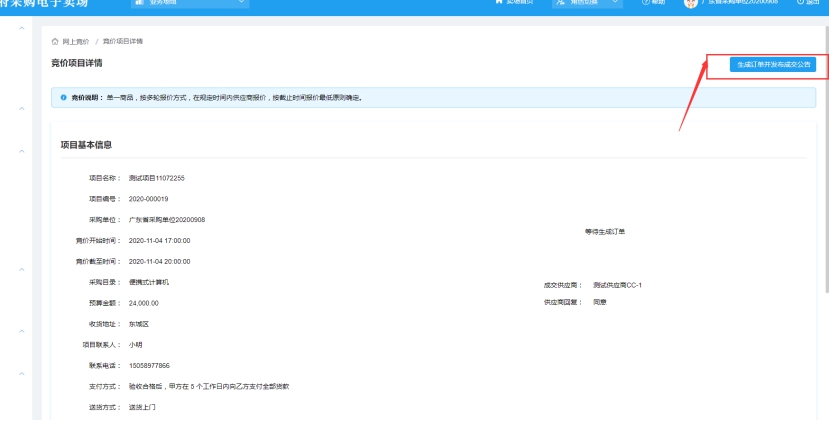 府采购电子卖场
业务场馆
卖场首页
角色切换
帮助
广东省采购单位20200908
退出
网上竞价 / 竞价项目详情
竞价项目详情
生成订单并发布成交公告
竞价说明： 单一商品，按多轮报价方式，在规定时间内供应商报价，按截止时间报价最低原则确定。
项目基本信息
项目名称： 测试项目11072255
项目编号： 2020-000019
采购单位： 广东省采购单位20200908
等待生成订单
竞价开始时间： 2020-11-04 17:00:00
竞价截至时间： 2020-11-04 20:00:00
采购目录： 便携式计算机
成交供应商： 测试供应商CC-1
预算金额： 24,000.00
供应商回复： 同意
收货地址： 东城区
项目联系人： 小明
联系电话： 15058977866
支付方式： 验收合格后，甲方在 5 个工作日内向乙方支付全部货款
送货方式： 送货上门